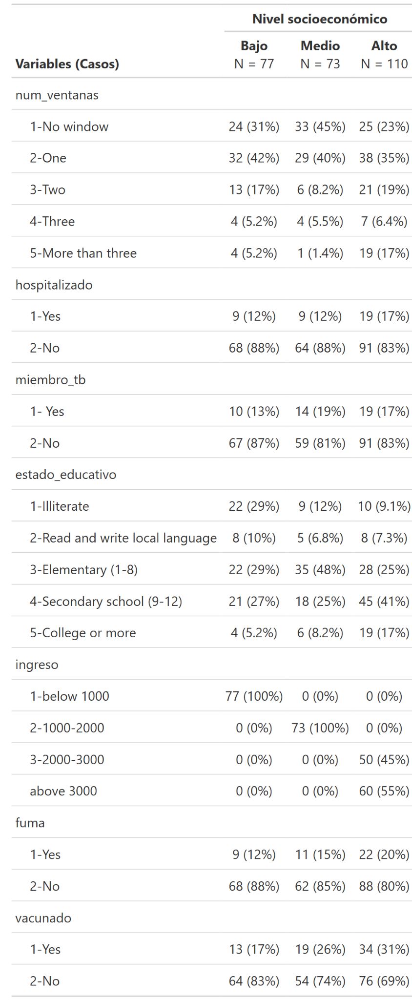 Nivel socioeconómico
Bajo Medio Alto
Variables (Casos) N = 77 N = 73 N = 110
num_ventanas
1-No window 24 (31%) 33 (45%) 25 (23%)
2-One 32 (42%) 29 (40%) 38 (35%)
3-Two 13 (17%) 6 (8.2%) 21 (19%)
4-Three 4 (5.2%) 4 (5.5%) 7 (6.4%)
5-More than three 4 (5.2%) 1 (1.4%) 19 (17%)
hospitalizado
1-Yes 9 (12%) 9 (12%) 19 (17%)
2-No 68 (88%) 64 (88%) 91 (83%)
miembro_tb
1- Yes 10 (13%) 14 (19%) 19 (17%)
2-No 67 (87%) 59 (81%) 91 (83%)
estado_educativo
1-Illiterate 22 (29%) 9 (12%) 10 (9.1%)
2-Read and write local language 8 (10%) 5 (6.8%) 8 (7.3%)
3-Elementary (1-8) 22 (29%) 35 (48%) 28 (25%)
4-Secondary school (9-12) 21 (27%) 18 (25%) 45 (41%)
5-College or more 4 (5.2%) 6 (8.2%) 19 (17%)
ingreso
1-below 1000 77 (100%) 0 (0%) 0 (0%)
2-1000-2000 0 (0%) 73 (100%) 0 (0%)
3-2000-3000 0 (0%) 0 (0%) 50 (45%)
above 3000 0 (0%) 0 (0%) 60 (55%)
fuma
1-Yes 9 (12%) 11 (15%) 22 (20%)
2-No 68 (88%) 62 (85%) 88 (80%)
vacunado
1-Yes 13 (17%) 19 (26%) 34 (31%)
2-No 64 (83%) 54 (74%) 76 (69%)